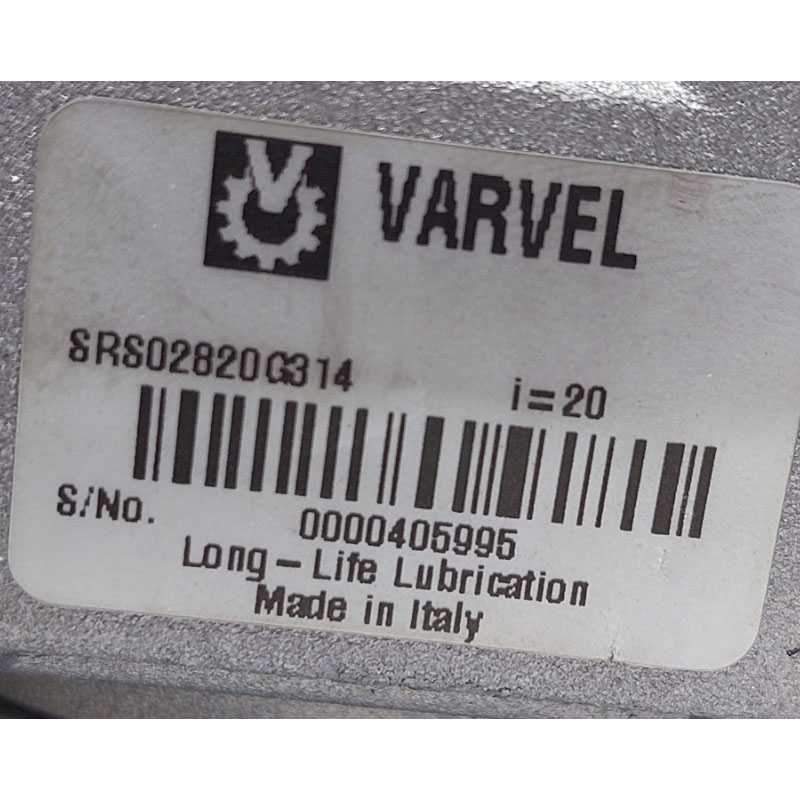 VARVEL
SRS02820G314 i=20
S/No. 0000405995
Long-Life Lubrication
Made in Italy